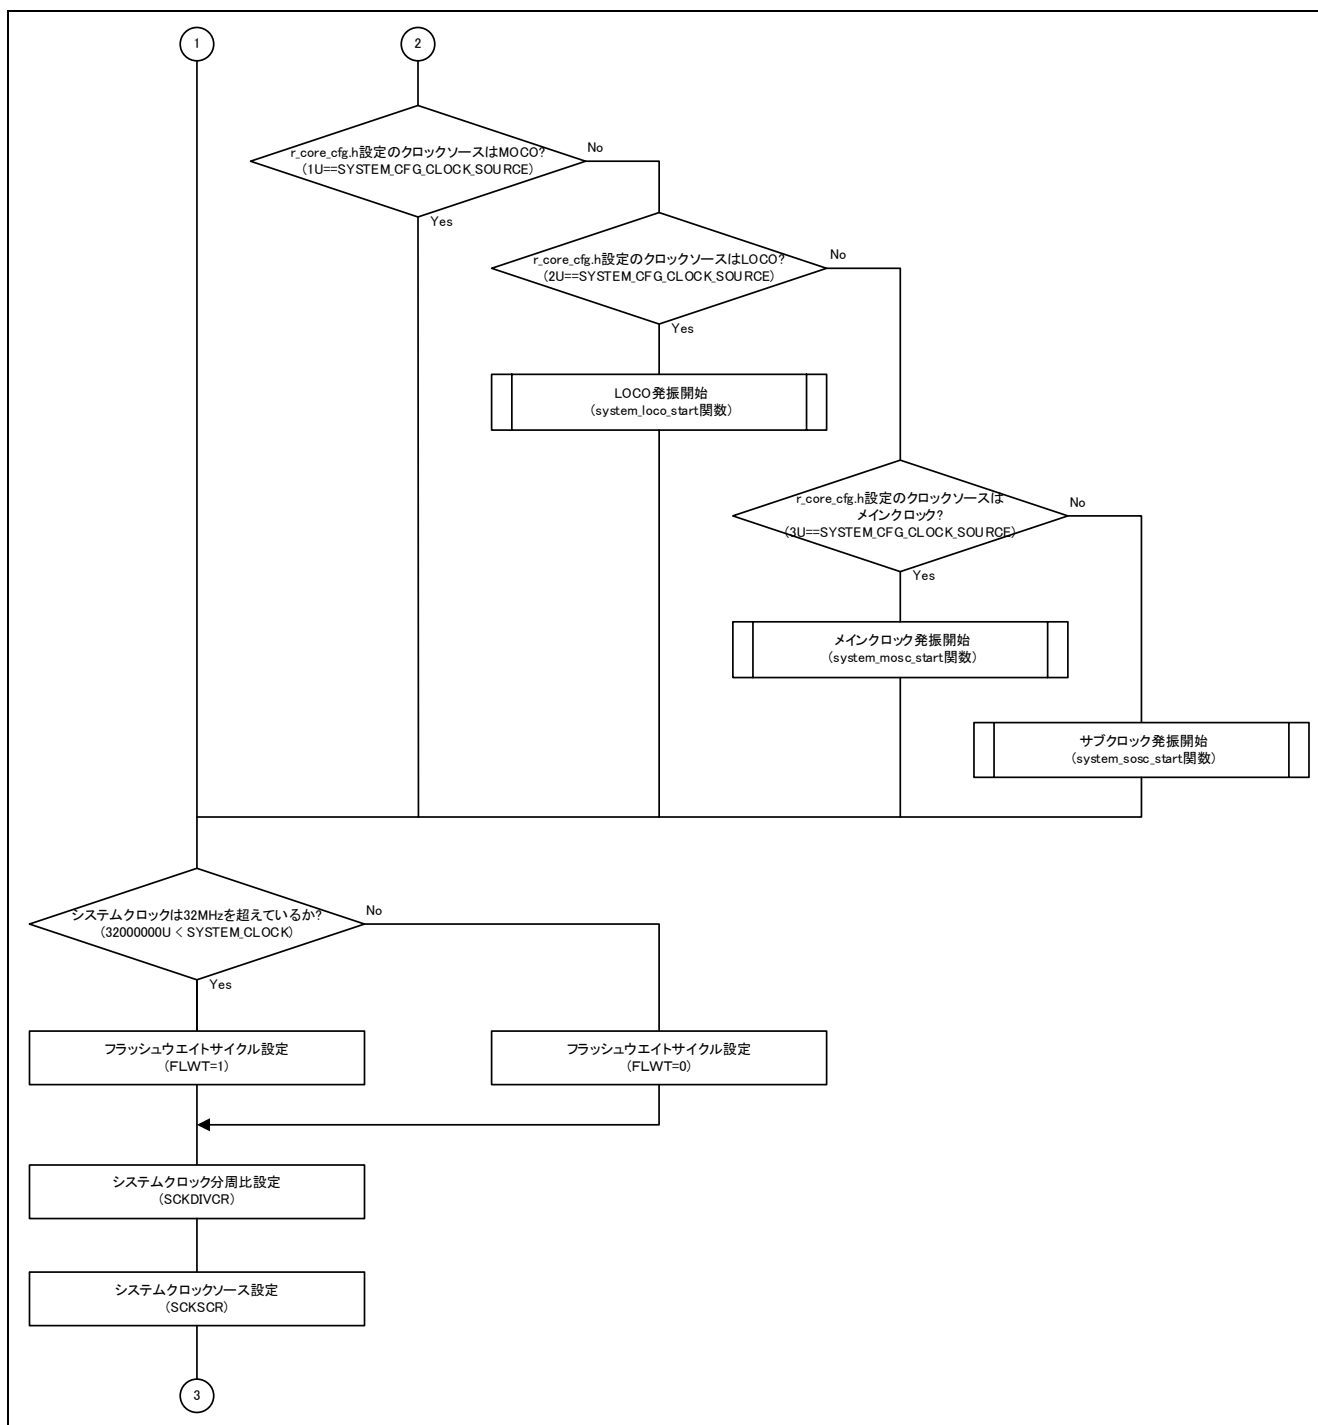 1
2
r_core_cfg.h設定のクロックソースはMOCO?
(1U==SYSTEM_CFG_CLOCK_SOURCE)
No
Yes
r_core_cfg.h設定のクロックソースはLOCO?
(2U==SYSTEM_CFG_CLOCK_SOURCE)
No
Yes
LOCO発振開始
(system_loco_start関数)
r_core_cfg.h設定のクロックソースは
メインクロック?
(3U==SYSTEM_CFG_CLOCK_SOURCE)
No
Yes
メインクロック発振開始
(system_mosc_start関数)
サブクロック発振開始
(system_sosc_start関数)
システムクロックは32MHzを超えているか?
(32000000U < SYSTEM_CLOCK)
No
Yes
フラッシュウエイトサイクル設定
(FLWT=1)
フラッシュウエイトサイクル設定
(FLWT=0)
システムクロック分周比設定
(SCKDIVCR)
システムクロックソース設定
(SCKSCR)
3